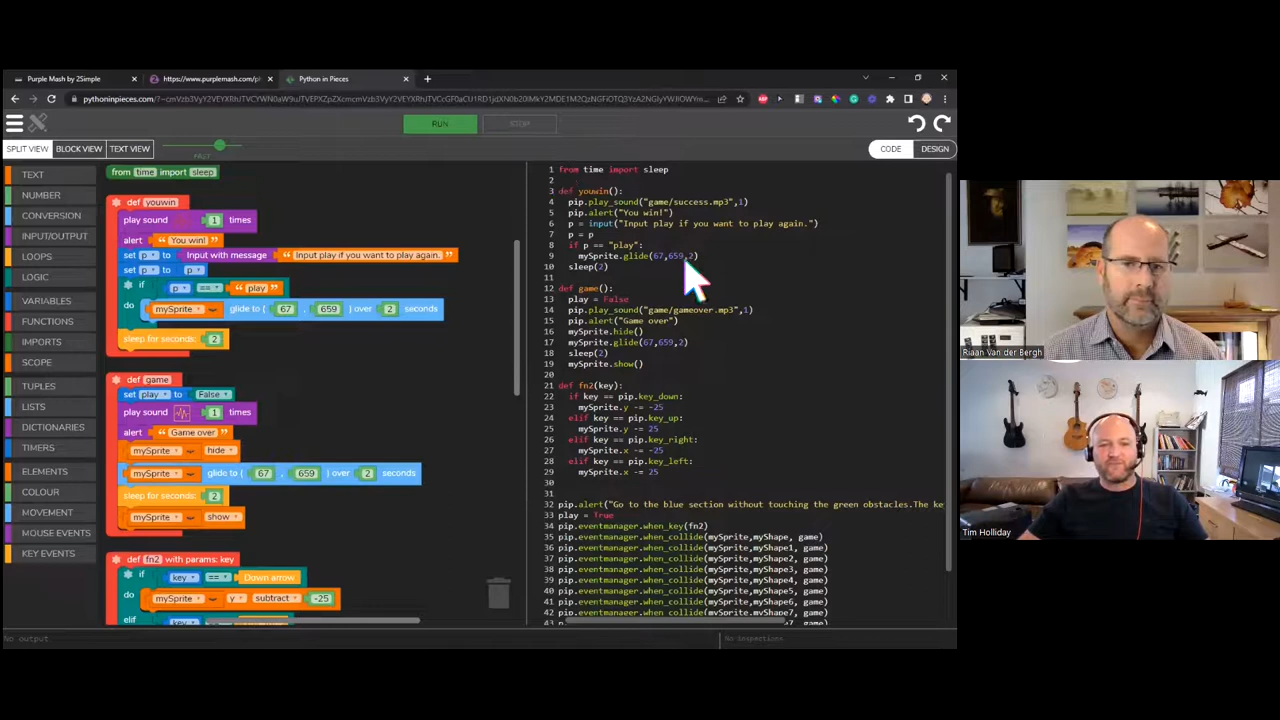 Purple Mash by 2Simple
https://www.purplemash.com/p
Python in Pieces
RUN
STOP
SPLIT VIEW
BLOCK VIEW
TEXT VIEW
FAST
CODE
DESIGN
TEXT
NUMBER
CONVERSION
INPUT/OUTPUT
LOOPS
LOGIC
VARIABLES
FUNCTIONS
IMPORTS
SCOPE
TUPLES
LISTS
DICTIONARIES
TIMERS
ELEMENTS
COLOUR
MOVEMENT
MOUSE EVENTS
KEY EVENTS
from time import sleep
def youwin
play sound 1 times
alert “ You win! ”
set p to Input with message “ Input play if you want to play again. ”
set p to p
if p == “ play ”
do mySprite glide to ( 67 , 659 ) over 2 seconds
sleep for seconds: 2
def game
set play to False
play sound 1 times
alert “ Game over ”
mySprite hide
mySprite glide to ( 67 , 659 ) over 2 seconds
sleep for seconds: 2
mySprite show
def fn2 with params: key
if key == Down arrow
do mySprite y subtract -25
elif
1 from time import sleep
2
3 def youwin():
4 pip.play_sound("game/success.mp3",1)
5 pip.alert("You win!")
6 p = input("Input play if you want to play again.")
7 p = p
8 if p == "play":
9 mySprite.glide(67,659,2)
10 sleep(2)
11
12 def game():
13 play = False
14 pip.play_sound("game/gameover.mp3",1)
15 pip.alert("Game over")
16 mySprite.hide()
17 mySprite.glide(67,659,2)
18 sleep(2)
19 mySprite.show()
20
21 def fn2(key):
22 if key == pip.key_down:
23 mySprite.y -= -25
24 elif key == pip.key_up:
25 mySprite.y -= 25
26 elif key == pip.key_right:
27 mySprite.x -= -25
28 elif key == pip.key_left:
29 mySprite.x -= 25
30
31
32 pip.alert("Go to the blue section without touching the green obstacles.The ke
33 play = True
34 pip.eventmanager.when_key(fn2)
35 pip.eventmanager.when_collide(mySprite,myShape, game)
36 pip.eventmanager.when_collide(mySprite,myShape1, game)
37 pip.eventmanager.when_collide(mySprite,myShape2, game)
38 pip.eventmanager.when_collide(mySprite,myShape3, game)
39 pip.eventmanager.when_collide(mySprite,myShape4, game)
40 pip.eventmanager.when_collide(mySprite,myShape5, game)
41 pip.eventmanager.when_collide(mySprite,myShape6, game)
42 pip.eventmanager.when_collide(mySprite,myShape7, game)
43
No output
No inspections
Riaan Van der Bergh
Tim Holliday